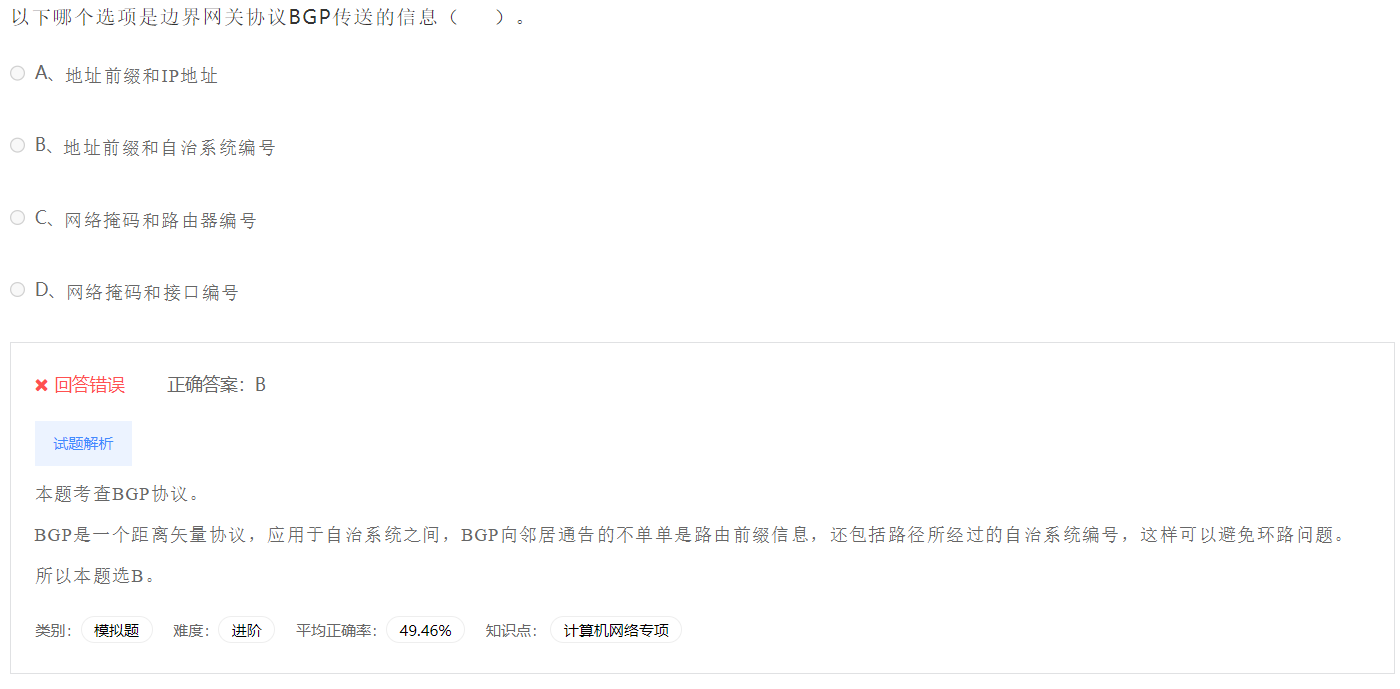 以下哪个选项是边界网关协议BGP传送的信息（　　）。
A、地址前缀和IP地址
B、地址前缀和自治系统编号
C、网络掩码和路由器编号
D、网络掩码和接口编号
✖ 回答错误 正确答案：B
试题解析
本题考查BGP协议。
BGP是一个距离矢量协议，应用于自治系统之间，BGP向邻居通告的不单单是路由前缀信息，还包括路径所经过的自治系统编号，这样可以避免环路问题。
所以本题选B。
类别： 模拟题 难度： 进阶 平均正确率： 49.46% 知识点： 计算机网络专项